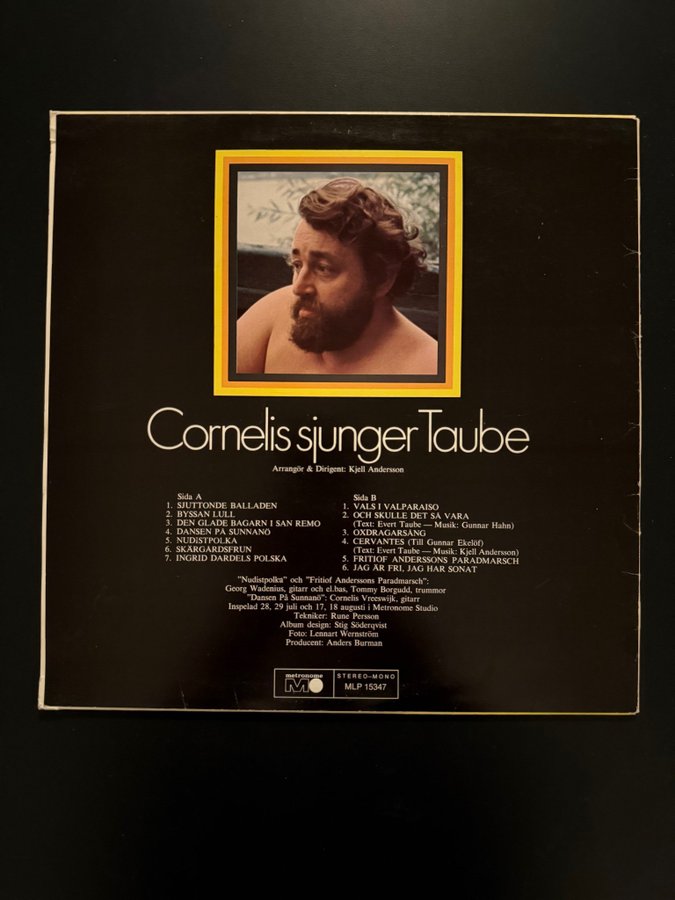 Cornelis sjunger Taube
Arrangör & Dirigent: Kjell Andersson
Sida A
1. SJUTTONDE BALLADEN
2. BYSSAN LULL
3. DEN GLADE BAGARN I SAN REMO
4. DANSEN PÅ SUNNANÖ
5. NUDISTPOLKA
6. SKÄRGÅRDSFRUN
7. INGRID DARDELS POLSKA
Sida B
1. VALS I VALPARAISO
2. OCH SKULLE DET SÅ VARA
(Text: Evert Taube — Musik: Gunnar Hahn)
3. OXDRAGARSÅNG
4. CERVANTES (Till Gunnar Ekelöf)
(Text: Evert Taube — Musik: Kjell Andersson)
5. FRITIOF ANDERSSONS PARADMARSCH
6. JAG ÄR FRI, JAG HAR SONAT
"Nudistpolka" och "Fritiof Anderssons Paradmarsch":
Georg Wadenius, gitarr och el.bas, Tommy Borgudd, trummor
"Dansen På Sunnanö": Cornelis Vreeswijk, gitarr
Inspelad 28, 29 juli och 17, 18 augusti i Metronome Studio
Tekniker: Rune Persson
Album design: Stig Söderqvist
Foto: Lennart Wernström
Producent: Anders Burman
metronome
STEREO-MONO
MLP 15347